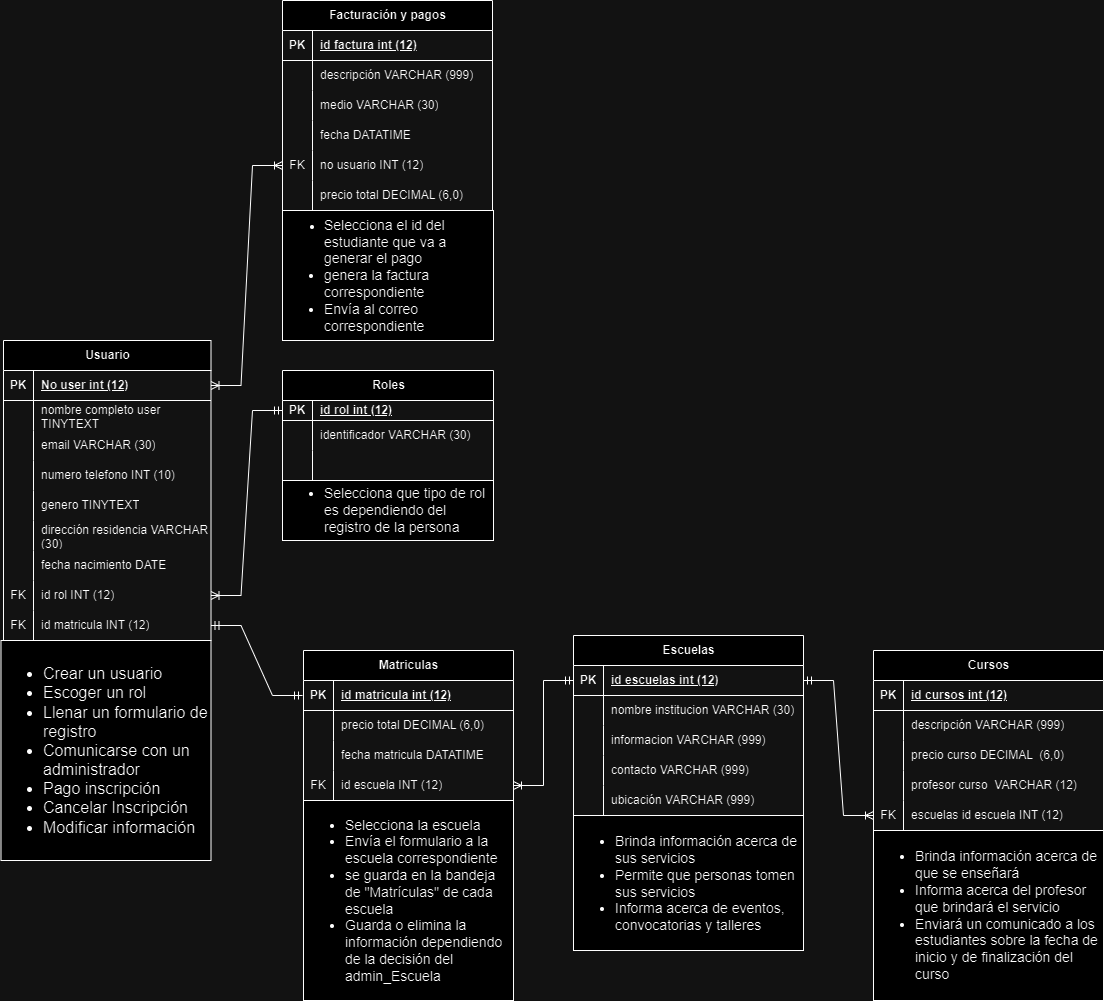 Facturación y pagos
PK id factura int (12)
descripción VARCHAR (999)
medio VARCHAR (30)
fecha DATATIME
FK no usuario INT (12)
precio total DECIMAL (6,0)
• Selecciona el id del
estudiante que va a
generar el pago
• genera la factura
correspondiente
• Envía al correo
correspondiente
Usuario
PK No user int (12)
nombre completo user
TINYTEXT
email VARCHAR (30)
numero telefono INT (10)
genero TINYTEXT
dirección residencia VARCHAR
(30)
fecha nacimiento DATE
FK id rol INT (12)
FK id matricula INT (12)
• Crear un usuario
• Escoger un rol
• Llenar un formulario de
registro
• Comunicarse con un
administrador
• Pago inscripción
• Cancelar Inscripción
• Modificar información
Roles
PK id rol int (12)
identificador VARCHAR (30)
• Selecciona que tipo de rol
es dependiendo del
registro de la persona
Matriculas
PK id matricula int (12)
precio total DECIMAL (6,0)
fecha matricula DATATIME
FK id escuela INT (12)
• Selecciona la escuela
• Envía el formulario a la
escuela correspondiente
• se guarda en la bandeja
de "Matrículas" de cada
escuela
• Guarda o elimina la
información dependiendo
de la decisión del
admin_Escuela
Escuelas
PK id escuelas int (12)
nombre institucion VARCHAR (30)
informacion VARCHAR (999)
contacto VARCHAR (999)
ubicación VARCHAR (999)
• Brinda información acerca de
sus servicios
• Permite que personas tomen
sus servicios
• Informa acerca de eventos,
convocatorias y talleres
Cursos
PK id cursos int (12)
descripción VARCHAR (999)
precio curso DECIMAL (6,0)
profesor curso VARCHAR (12)
FK escuelas id escuela INT (12)
• Brinda información acerca de
que se enseñará
• Informa acerca del profesor
que brindará el servicio
• Enviará un comunicado a los
estudiantes sobre la fecha de
inicio y de finalización del
curso